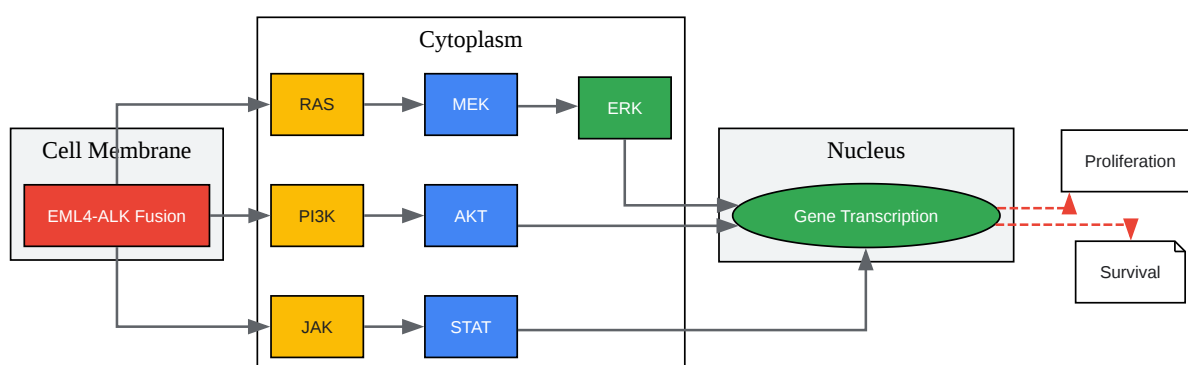 Cytoplasm
RAS
MEK
ERK
Cell Membrane
EML4-ALK Fusion
PI3K
AKT
JAK
STAT
Nucleus
Gene Transcription
Proliferation
Survival